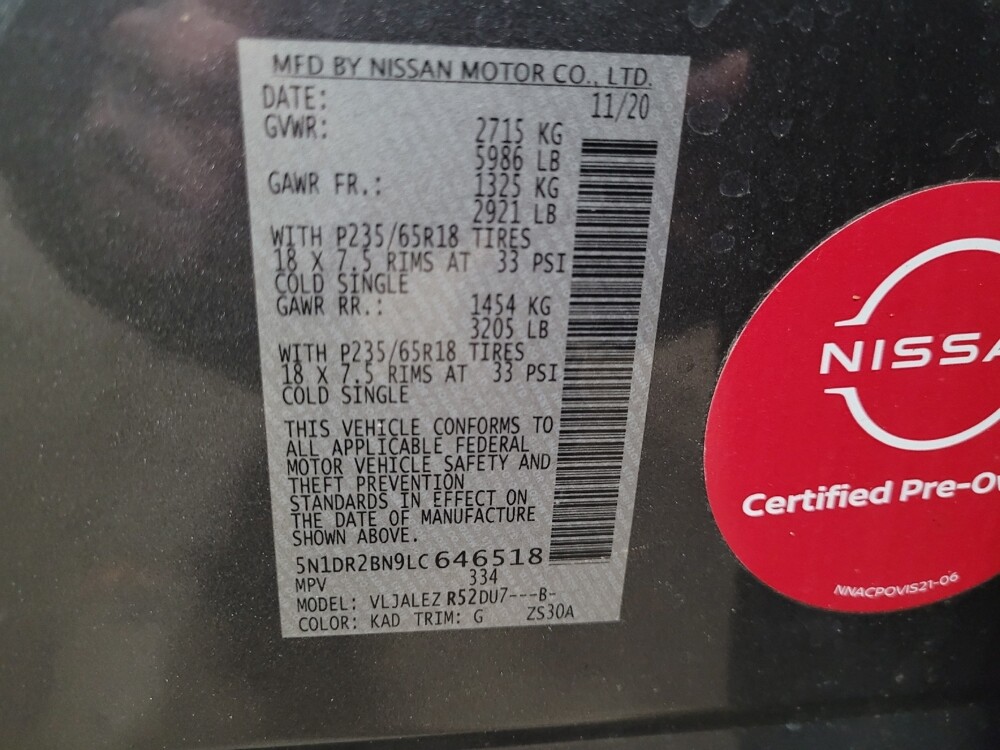 MFD BY NISSAN MOTOR CO., LTD.
DATE: 11/20
GVWR: 2715 KG
5986 LB
GAWR FR.: 1325 KG
2921 LB
WITH P235/65R18 TIRES
18 X 7.5 RIMS AT 33 PSI
COLD SINGLE
GAWR RR.: 1454 KG
3205 LB
WITH P235/65R18 TIRES
18 X 7.5 RIMS AT 33 PSI
COLD SINGLE
THIS VEHICLE CONFORMS TO
ALL APPLICABLE FEDERAL
MOTOR VEHICLE SAFETY AND
THEFT PREVENTION
STANDARDS IN EFFECT ON
THE DATE OF MANUFACTURE
SHOWN ABOVE.
5N1DR2BN9LC646518
MPV 334
MODEL: VLJALEZ R52DU7---B-
COLOR: KAD TRIM: G ZS30A
NISSA
Certified Pre-Ow
NNACPOVIS21-06